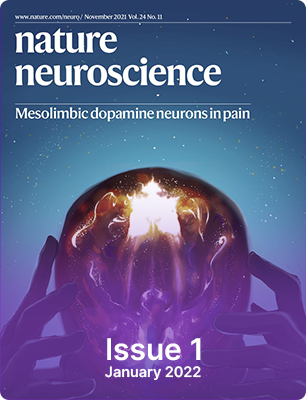 www.nature.com/neuro / November 2021 Vol. 24 No. 11
nature
neuroscience
Mesolimbic dopamine neurons in pain
Issue 1
January 2022